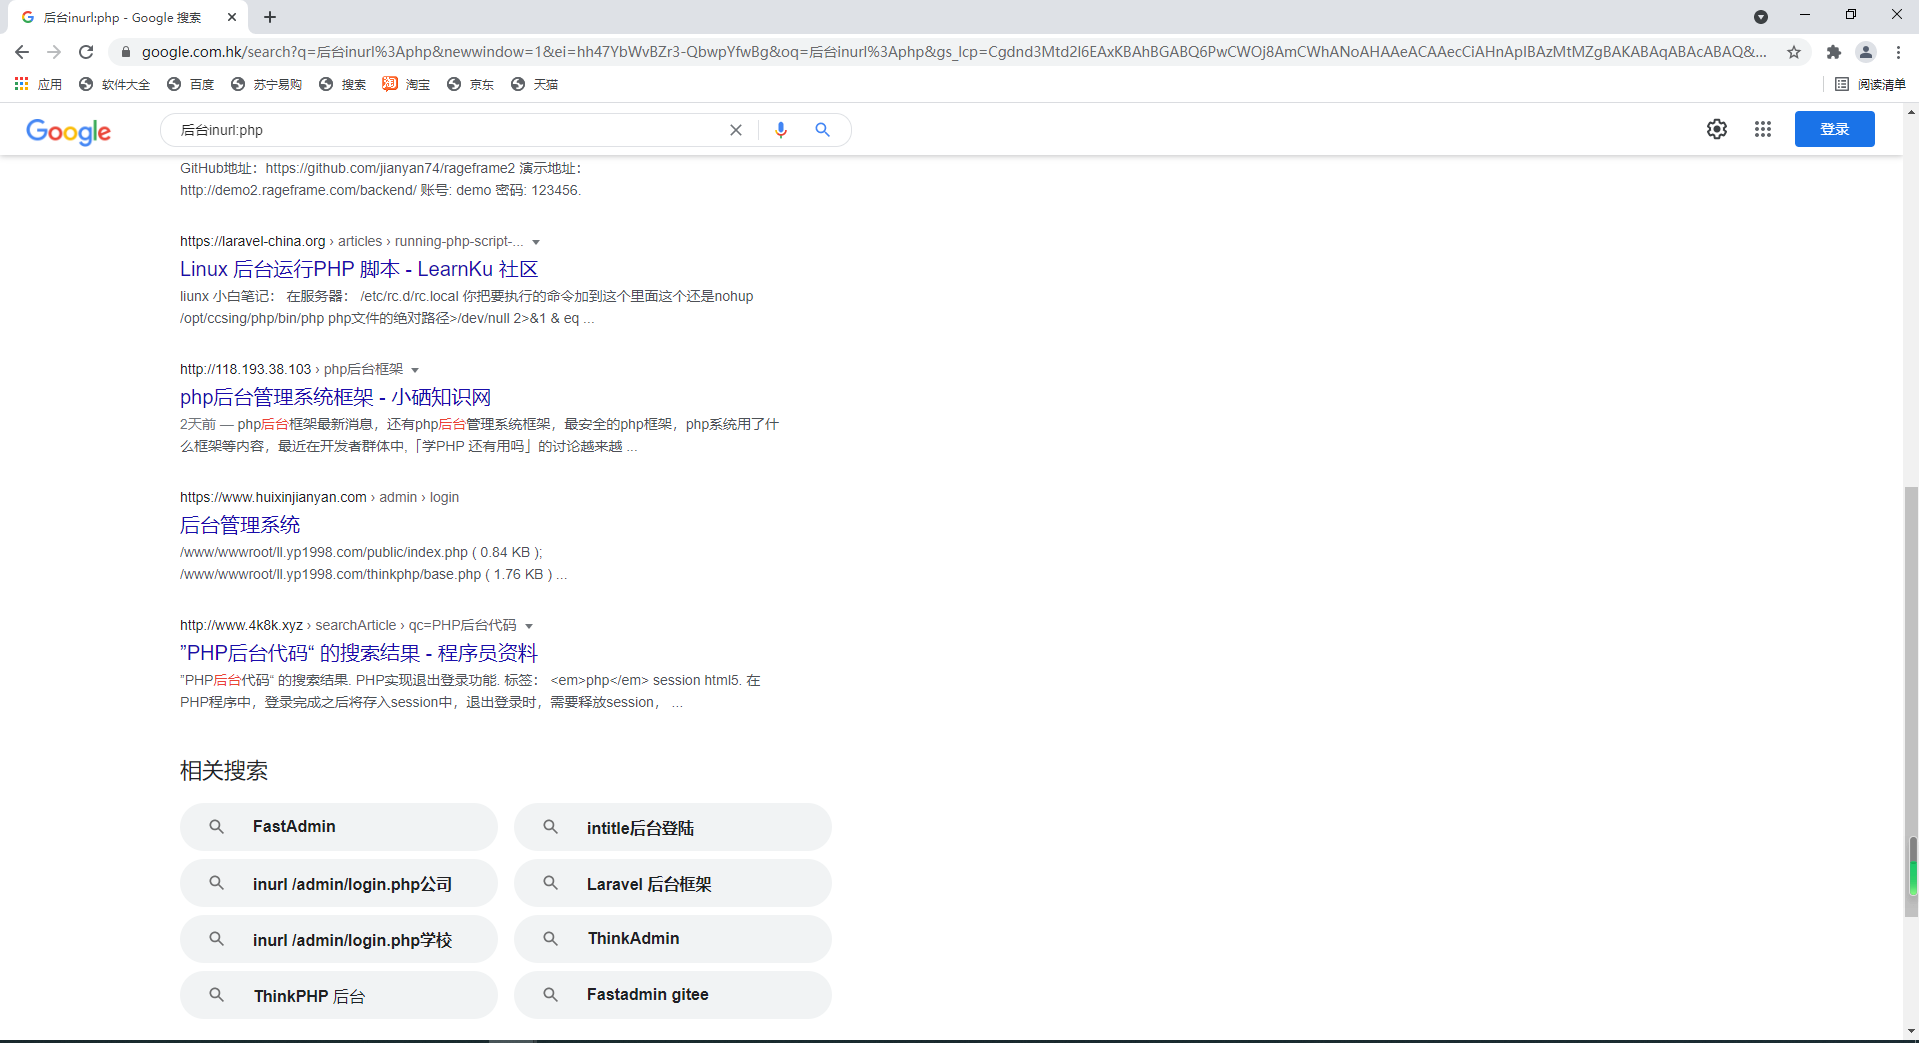 后台inurl:php - Google 搜索
google.com.hk/search?q=后台inurl%3Aphp&newwindow=1&ei=hh47YbWvBZr3-QbwpYfwBg&oq=后台inurl%3Aphp&gs_lcp=Cgdnd3Mtd2l6EAxKBAhBGABQ6PwCWOj8AmCWhANoAHAAeACAAecCiAHnApIBAzMtMZgBAKABAqABAcABAQ&...
应用 软件大全 百度 苏宁易购 搜索 淘宝 京东 天猫 阅读清单
Google 后台inurl:php 登录
GitHub地址：https://github.com/jianyan74/rageframe2 演示地址：
http://demo2.rageframe.com/backend/ 账号: demo 密码: 123456.
https://laravel-china.org › articles › running-php-script-...
Linux 后台运行PHP 脚本 - LearnKu 社区
liunx 小白笔记： 在服务器： /etc/rc.d/rc.local 你把要执行的命令加到这个里面这个还是nohup
/opt/ccsing/php/bin/php php文件的绝对路径>/dev/null 2>&1 & eq ...
http://118.193.38.103 › php后台框架
php后台管理系统框架 - 小硒知识网
2天前 — php后台框架最新消息，还有php后台管理系统框架，最安全的php框架，php系统用了什
么框架等内容，最近在开发者群体中,「学PHP 还有用吗」的讨论越来越 ...
https://www.huixinjianyan.com › admin › login
后台管理系统
/www/wwwroot/ll.yp1998.com/public/index.php ( 0.84 KB );
/www/wwwroot/ll.yp1998.com/thinkphp/base.php ( 1.76 KB ) ...
http://www.4k8k.xyz › searchArticle › qc=PHP后台代码
”PHP后台代码“ 的搜索结果 - 程序员资料
”PHP后台代码“ 的搜索结果. PHP实现退出登录功能. 标签： <em>php</em> session html5. 在
PHP程序中，登录完成之后将存入session中，退出登录时，需要释放session， ...
相关搜索
FastAdmin
intitle后台登陆
inurl /admin/login.php公司
Laravel 后台框架
inurl /admin/login.php学校
ThinkAdmin
ThinkPHP 后台
Fastadmin gitee